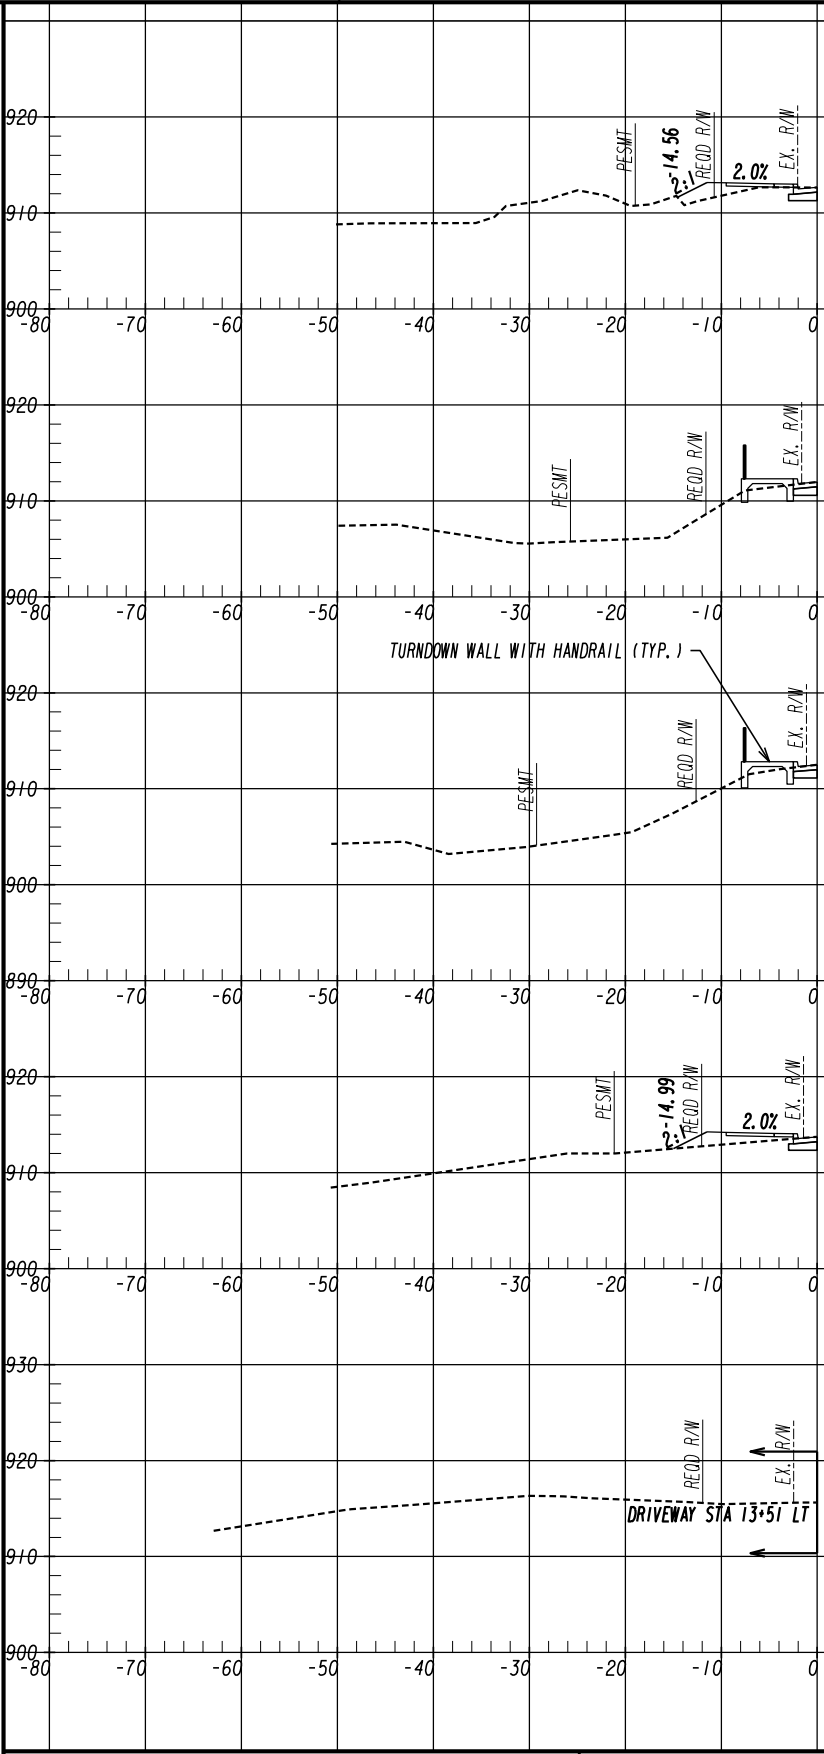 920
PESMT
-14.56
REQD R/W
EX. R/W
2:1
2.0%
910
900
-80 -70 -60 -50 -40 -30 -20 -10 0
920
PESMT
REQD R/W
EX. R/W
910
900
-80 -70 -60 -50 -40 -30 -20 -10 0
TURNDOWN WALL WITH HANDRAIL (TYP.)
920
PESMT
REQD R/W
EX. R/W
910
900
890
-80 -70 -60 -50 -40 -30 -20 -10 0
920
PESMT
-14.99
REQD R/W
EX. R/W
2:1
2.0%
910
900
-80 -70 -60 -50 -40 -30 -20 -10 0
930
920
REQD R/W
EX. R/W
DRIVEWAY STA 13+51 LT
910
900
-80 -70 -60 -50 -40 -30 -20 -10 0